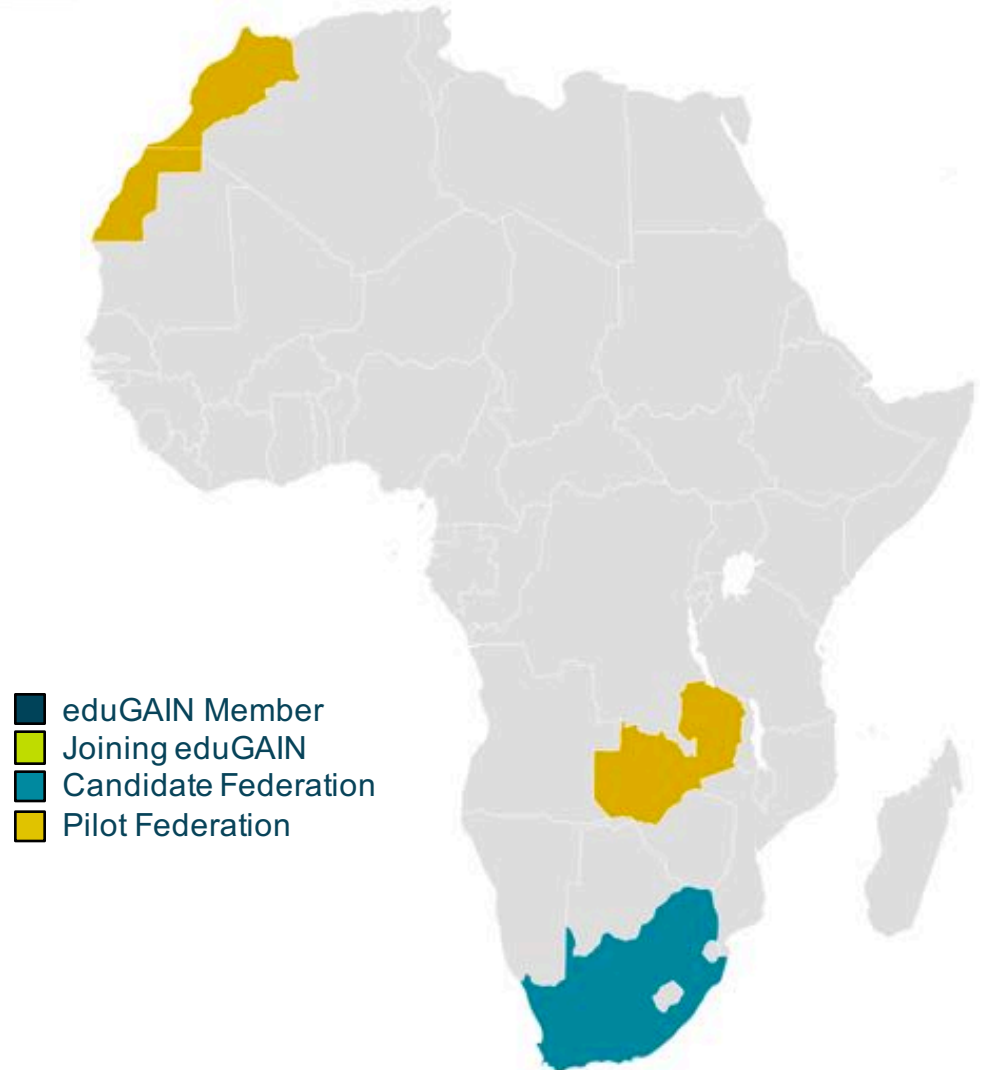 eduGAIN Member
Joining eduGAIN
Candidate Federation
Pilot Federation